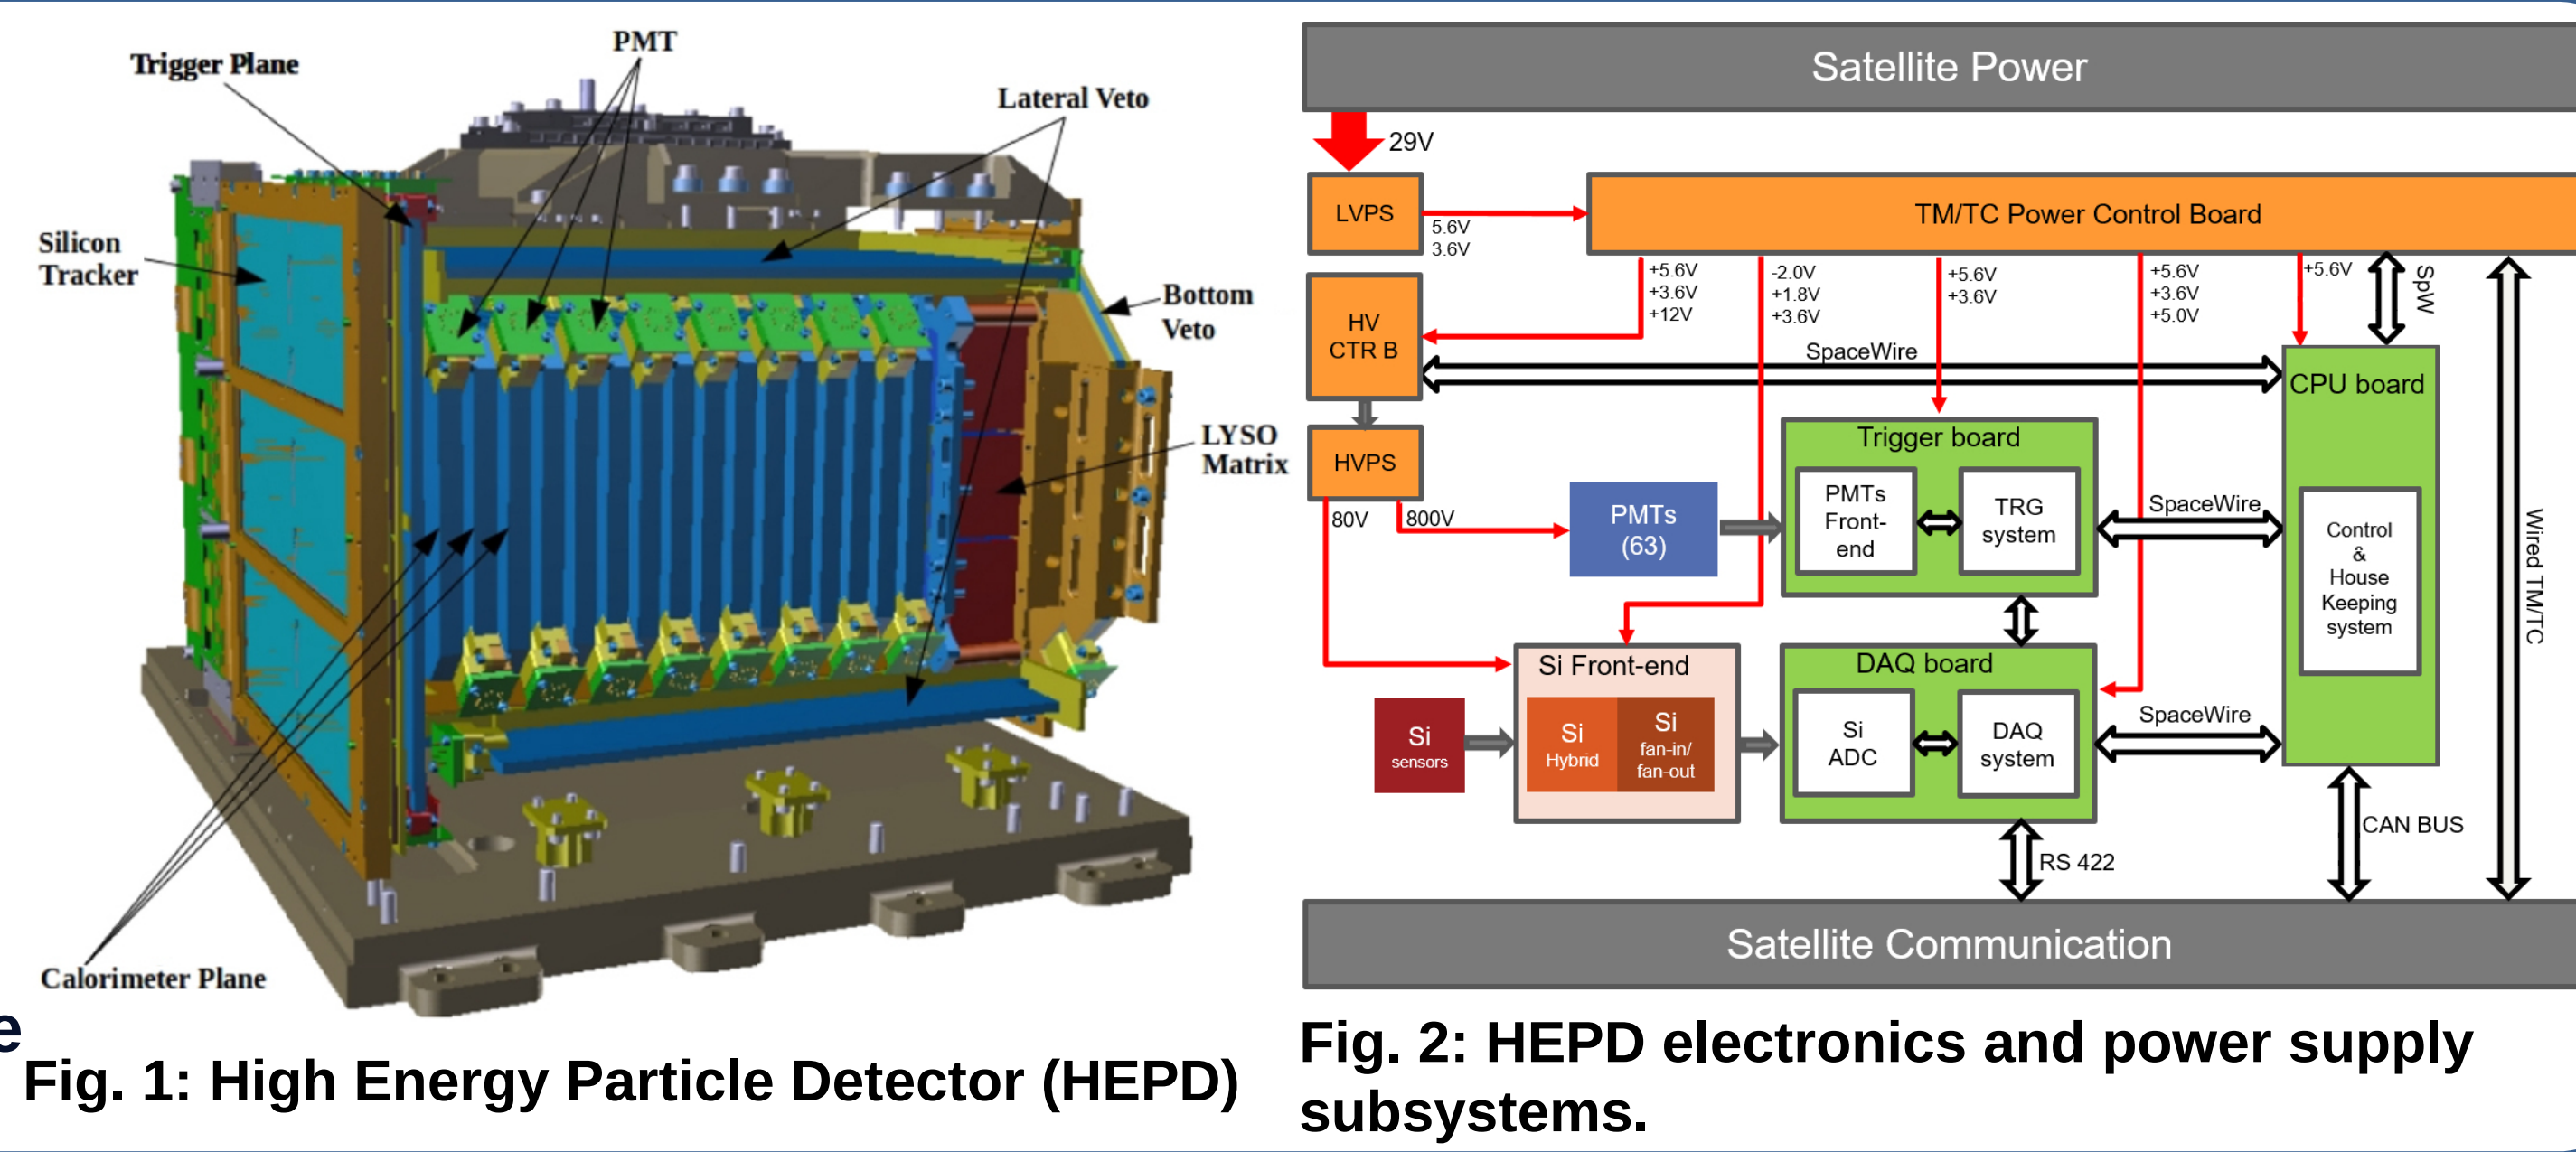 PMT
Trigger Plane
Lateral Veto
Silicon
Tracker
Bottom
Veto
LYSO
Matrix
Calorimeter Plane
e
Fig. 1: High Energy Particle Detector (HEPD)
Satellite Power
29V
LVPS
5.6V
3.6V
TM/TC Power Control Board
+5.6V
+3.6V
+12V
-2.0V
+1.8V
+3.6V
+5.6V
+3.6V
+5.6V
+3.6V
+5.0V
+5.6V
SpW
HV
CTR B
SpaceWire
CPU board
HVPS
80V
800V
PMTs
(63)
Trigger board
PMTs
Front-
end
TRG
system
SpaceWire
Control
&
House
Keeping
system
Wired TM/TC
Si Front-end
Si
sensors
Si
Hybrid
Si
fan-in/
fan-out
DAQ board
Si
ADC
DAQ
system
SpaceWire
RS 422
CAN BUS
Satellite Communication
Fig. 2: HEPD electronics and power supply
subsystems.